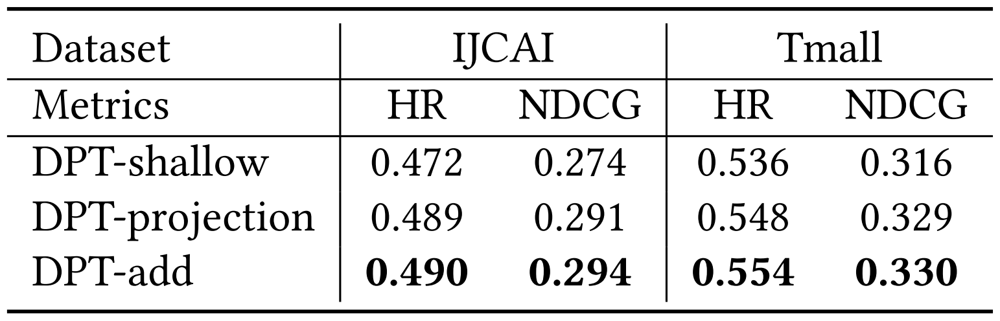 Dataset IJCAI Tmall
Metrics HR NDCG HR NDCG
DPT-shallow 0.472 0.274 0.536 0.316
DPT-projection 0.489 0.291 0.548 0.329
DPT-add 0.490 0.294 0.554 0.330